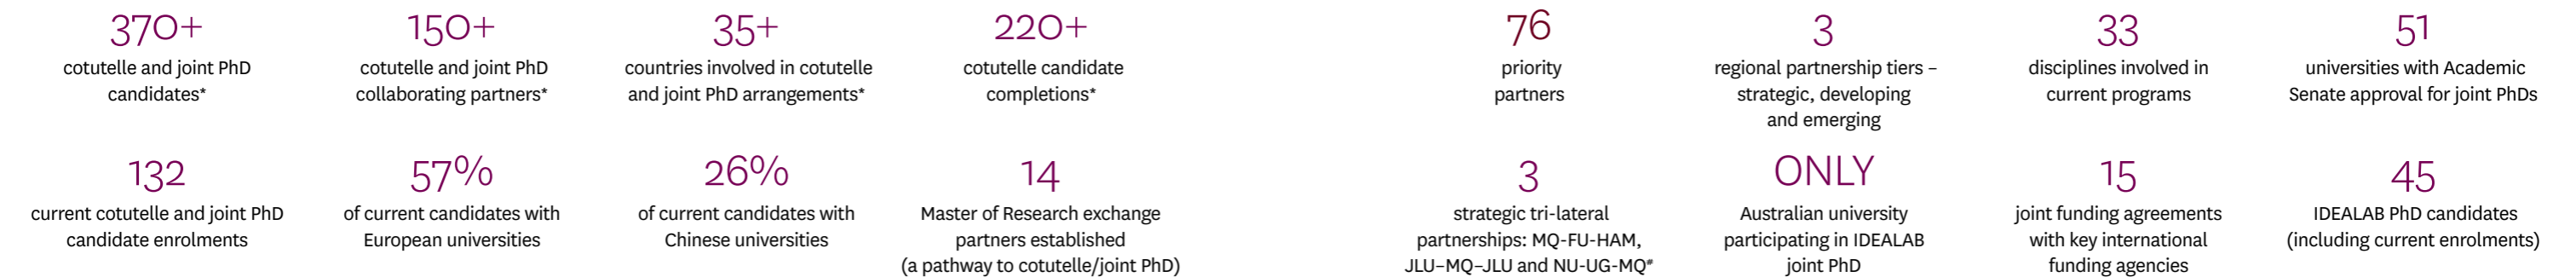 370+
cotutelle and joint PhD
candidates*
150+
cotutelle and joint PhD
collaborating partners*
35+
countries involved in cotutelle
and joint PhD arrangements*
220+
cotutelle candidate
completions*
76
priority
partners
3
regional partnership tiers –
strategic, developing
and emerging
33
disciplines involved in
current programs
51
universities with Academic
Senate approval for joint PhDs
132
current cotutelle and joint PhD
candidate enrolments
57%
of current candidates with
European universities
26%
of current candidates with
Chinese universities
14
Master of Research exchange
partners established
(a pathway to cotutelle/joint PhD)
3
strategic tri-lateral
partnerships: MQ-FU-HAM,
JLU–MQ–JLU and NU-UG-MQ#
ONLY
Australian university
participating in IDEALAB
joint PhD
15
joint funding agreements
with key international
funding agencies
45
IDEALAB PhD candidates
(including current enrolments)